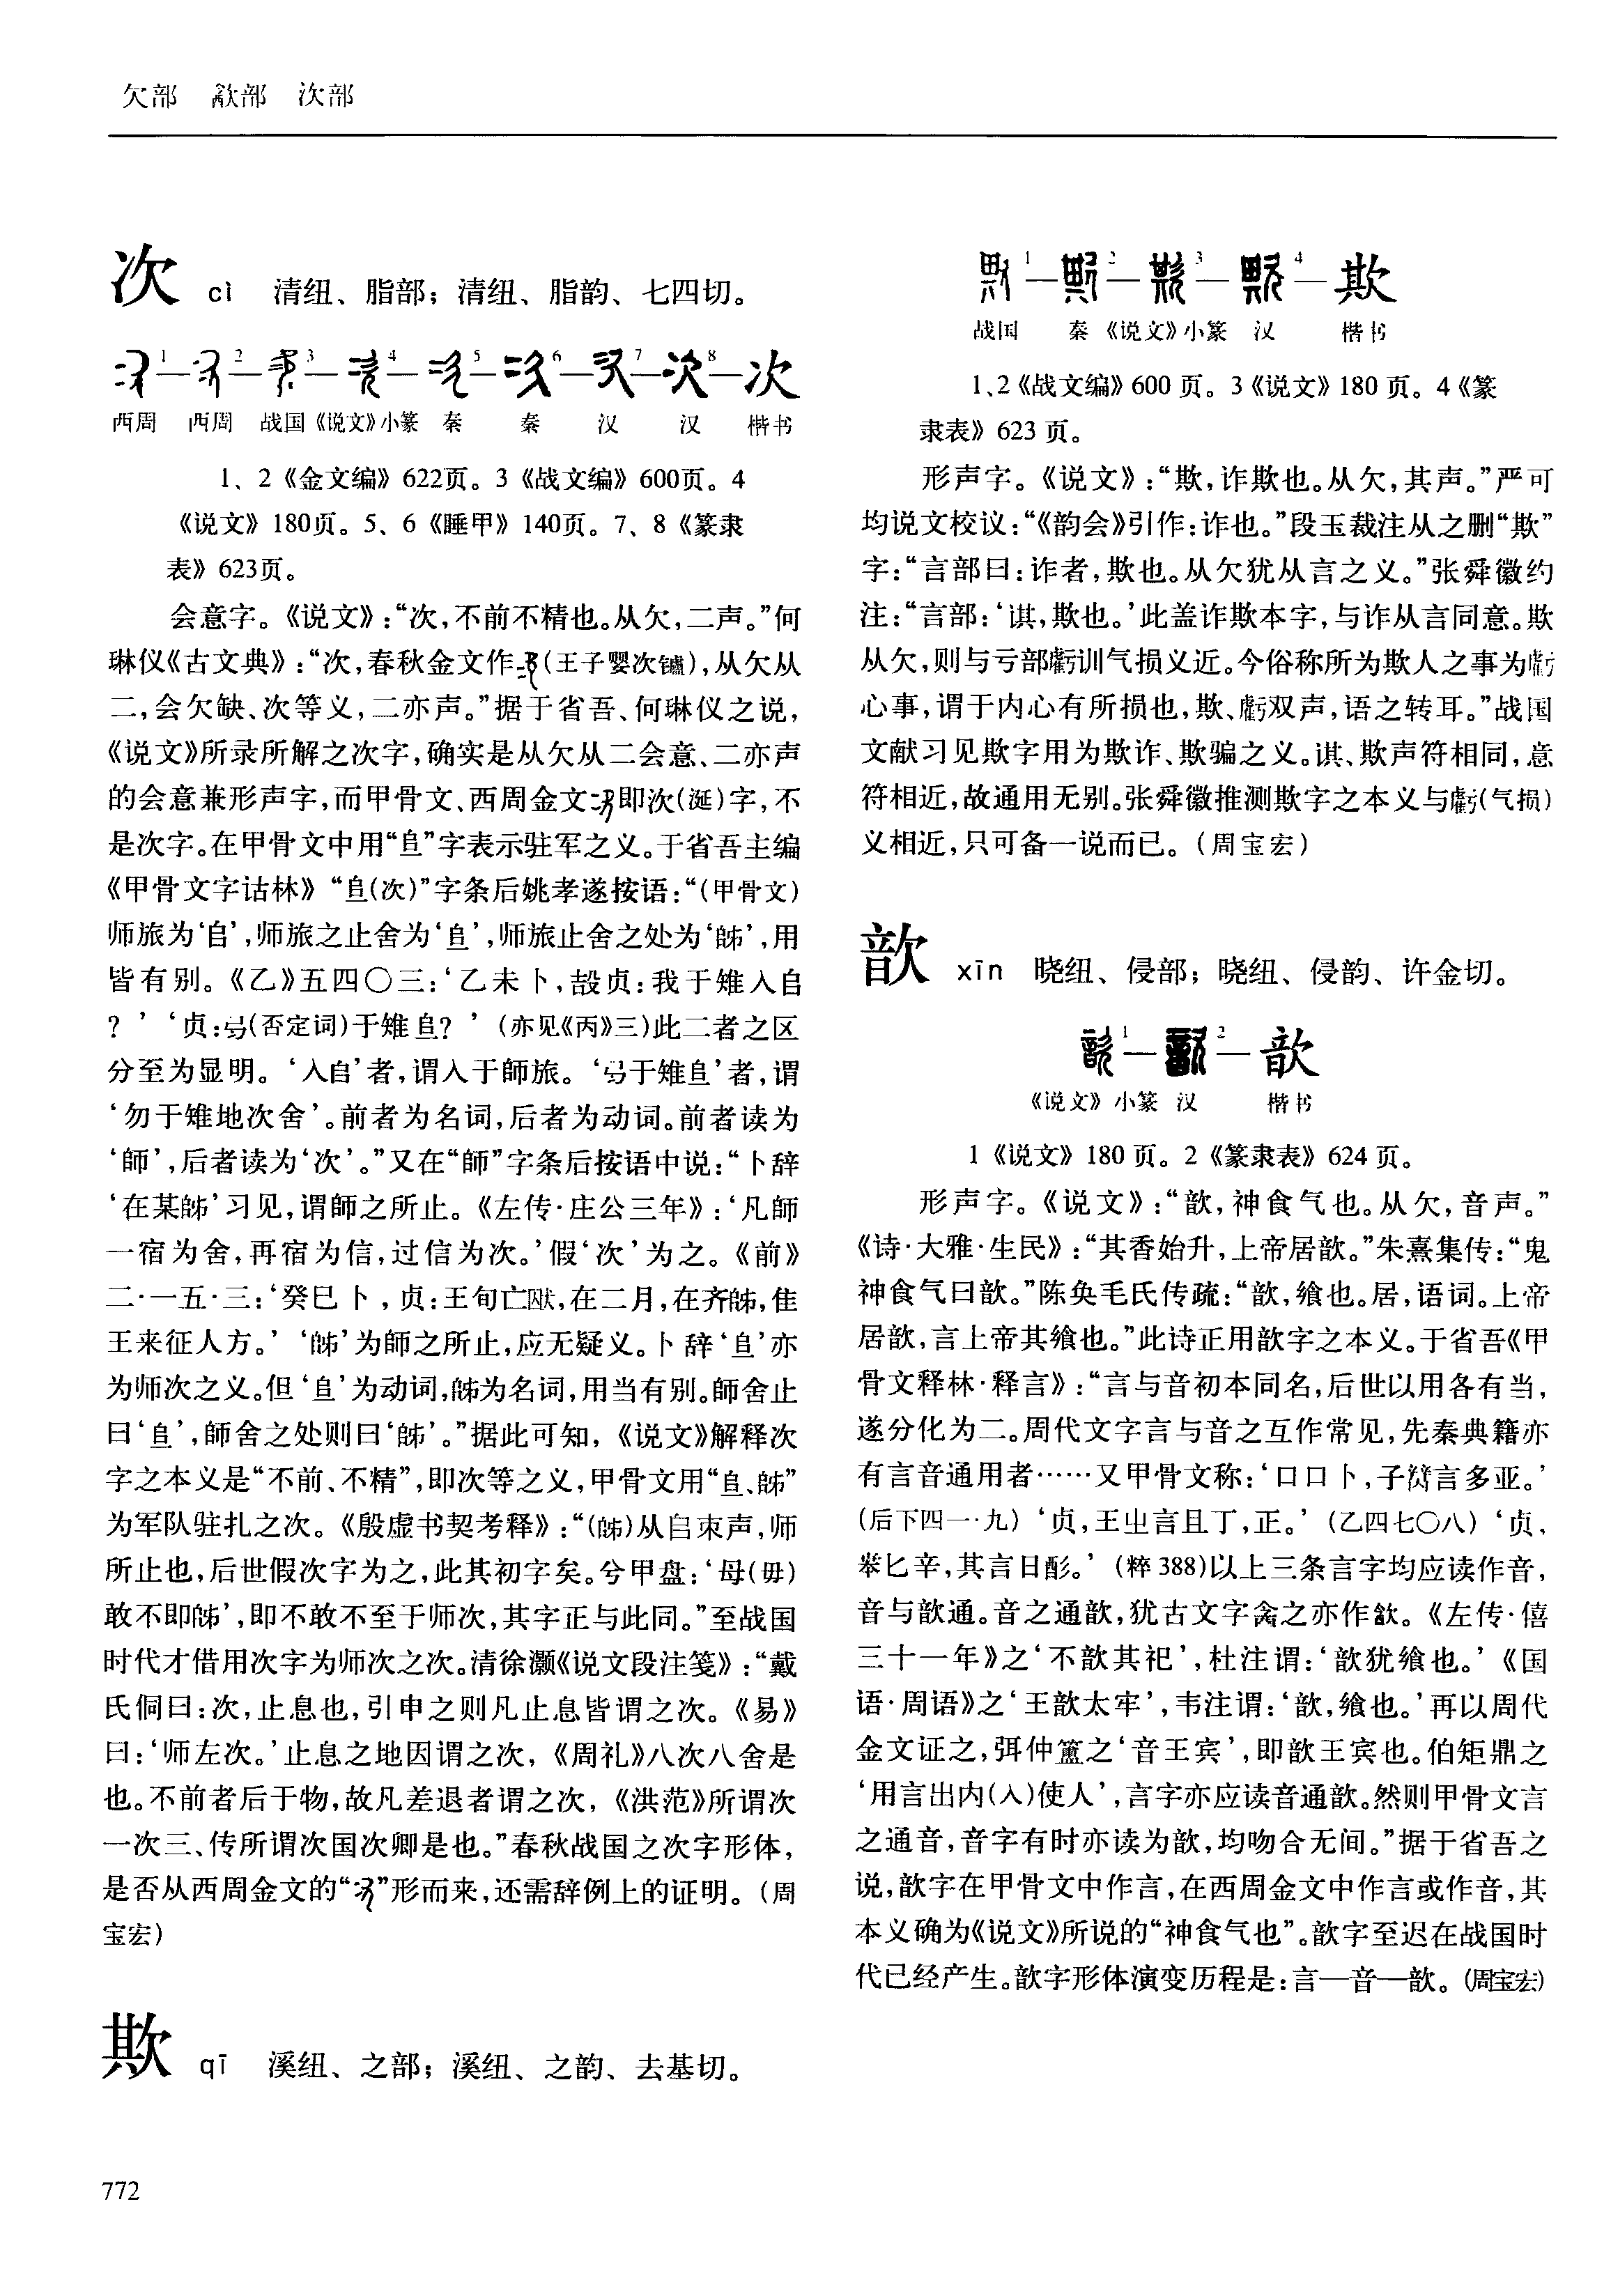 欠部　㱃部　㳄部
次 cì　清纽、脂部；清纽、脂韵、七四切。
1—2—3—4—5—6—7—8—次
西周　西周　战国《说文》小篆　秦　秦　汉　汉　楷书
1、2《金文编》622页。3《战文编》600页。4
《说文》180页。5、6《睡甲》140页。7、8《篆隶
表》623页。
会意字。《说文》：“次，不前不精也。从欠，二声。”何
琳仪《古文典》：“次，春秋金文作(王子婴次镥)，从欠从
二，会欠缺、次等义，二亦声。”据于省吾、何琳仪之说，
《说文》所录所解之次字，确实是从欠从二会意、二亦声
的会意兼形声字，而甲骨文、西周金文即㳄(涎)字，不
是次字。在甲骨文中用“𠂤”字表示驻军之义。于省吾主编
《甲骨文字诂林》“(次)”字条后姚孝遂按语：“(甲骨文)
师旅为‘𠂤’，师旅之止舍为‘’，师旅止舍之处为‘𠂤朿’，用
皆有别。《乙》五四〇三：‘乙未卜，㱿贞：我于雉入𠂤
？’‘贞：(否定词)于雉？’(亦见《丙》三)此二者之区
分至为显明。‘入𠂤’者，谓入于師旅。‘于雉’者，谓
‘勿于雉地次舍’。前者为名词，后者为动词。前者读为
‘師’，后者读为‘次’。”又在“師”字条后按语中说：“卜辞
‘在某’习见，谓師之所止。《左传·庄公三年》：‘凡師
一宿为舍，再宿为信，过信为次。’假‘次’为之。《前》
二·一五·三：‘癸巳卜，贞：王旬亡𡆥，在二月，在齐，隹
王来征人方。’‘’为師之所止，应无疑义。卜辞‘’亦
为师次之义。但‘’为动词，为名词，用当有别。師舍止
曰‘’，師舍之处则曰‘’。”据此可知，《说文》解释次
字之本义是“不前、不精”，即次等之义，甲骨文用“、”
为军队驻扎之次。《殷虚书契考释》：“()从𠂤朿声，师
所止也，后世假次字为之，此其初字矣。兮甲盘：‘母(毋)
敢不即’，即不敢不至于师次，其字正与此同。”至战国
时代才借用次字为师次之次。清徐灏《说文段注笺》：“戴
氏侗曰：次，止息也，引申之则凡止息皆谓之次。《易》
曰：‘师左次。’止息之地因谓之次，《周礼》八次八舍是
也。不前者后于物，故凡差退者谓之次，《洪范》所谓次
一次三、传所谓次国次卿是也。”春秋战国之次字形体，
是否从西周金文的“”形而来，还需辞例上的证明。(周
宝宏)
欺 qī　溪纽、之部；溪纽、之韵、去基切。
772
1—2—3—4—欺
战国　秦《说文》小篆　汉　楷书
1、2《战文编》600页。3《说文》180页。4《篆
隶表》623页。
形声字。《说文》：“欺，诈欺也。从欠，其声。”严可
均说文校议：“《韵会》引作：诈也。”段玉裁注从之删“欺”
字：“言部曰：诈者，欺也。从欠犹从言之义。”张舜徽约
注：“言部：‘諆，欺也。’此盖诈欺本字，与诈从言同意。欺
从欠，则与亏部虧训气损义近。今俗称所为欺人之事为虧
心事，谓于内心有所损也，欺、虧双声，语之转耳。”战国
文献习见欺字用为欺诈、欺骗之义。諆、欺声符相同，意
符相近，故通用无别。张舜徽推测欺字之本义与虧(气损)
义相近，只可备一说而已。(周宝宏)
歆 xīn　晓纽、侵部；晓纽、侵韵、许金切。
1—2—歆
《说文》小篆　汉　楷书
1《说文》180页。2《篆隶表》624页。
形声字。《说文》：“歆，神食气也。从欠，音声。”
《诗·大雅·生民》：“其香始升，上帝居歆。”朱熹集传：“鬼
神食气曰歆。”陈奂毛氏传疏：“歆，飨也。居，语词。上帝
居歆，言上帝其飨也。”此诗正用歆字之本义。于省吾《甲
骨文释林·释言》：“言与音初本同名，后世以用各有当，
遂分化为二。周代文字言与音之互作常见，先秦典籍亦
有言音通用者……又甲骨文称：‘口口卜，子言多亚。’
(后下四一·九)‘贞，王㞢言且丁，正。’(乙四七〇八)‘贞，
匕辛，其言曰酌。’(粹388)以上三条言字均应读作音，
音与歆通。音之通歆，犹古文字禽之亦作㱃。《左传·僖
三十一年》之‘不歆其祀’，杜注谓：‘歆犹飨也。’《国
语·周语》之‘王歆太牢’，韦注谓：‘歆，飨也。’再以周代
金文证之，弭仲簠之‘音王宾’，即歆王宾也。伯矩鼎之
‘用言出内(入)使人’，言字亦应读音通歆。然则甲骨文言
之通音，音字有时亦读为歆，均吻合无间。”据于省吾之
说，歆字在甲骨文中作言，在西周金文中作言或作音，其
本义确为《说文》所说的“神食气也”。歆字至迟在战国时
代已经产生。歆字形体演变历程是：言—音—歆。(周宝宏)